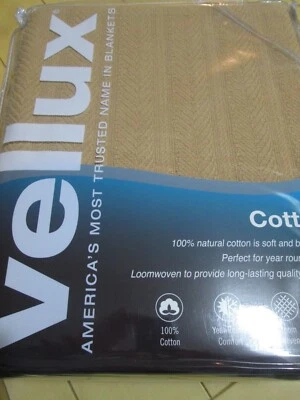 vellux®
AMERICA'S MOST TRUSTED NAME IN BLANKETS®
Cott
100% natural cotton is soft and b
Perfect for year roun
Loomwoven to provide long-lasting quality
100%
Cotton